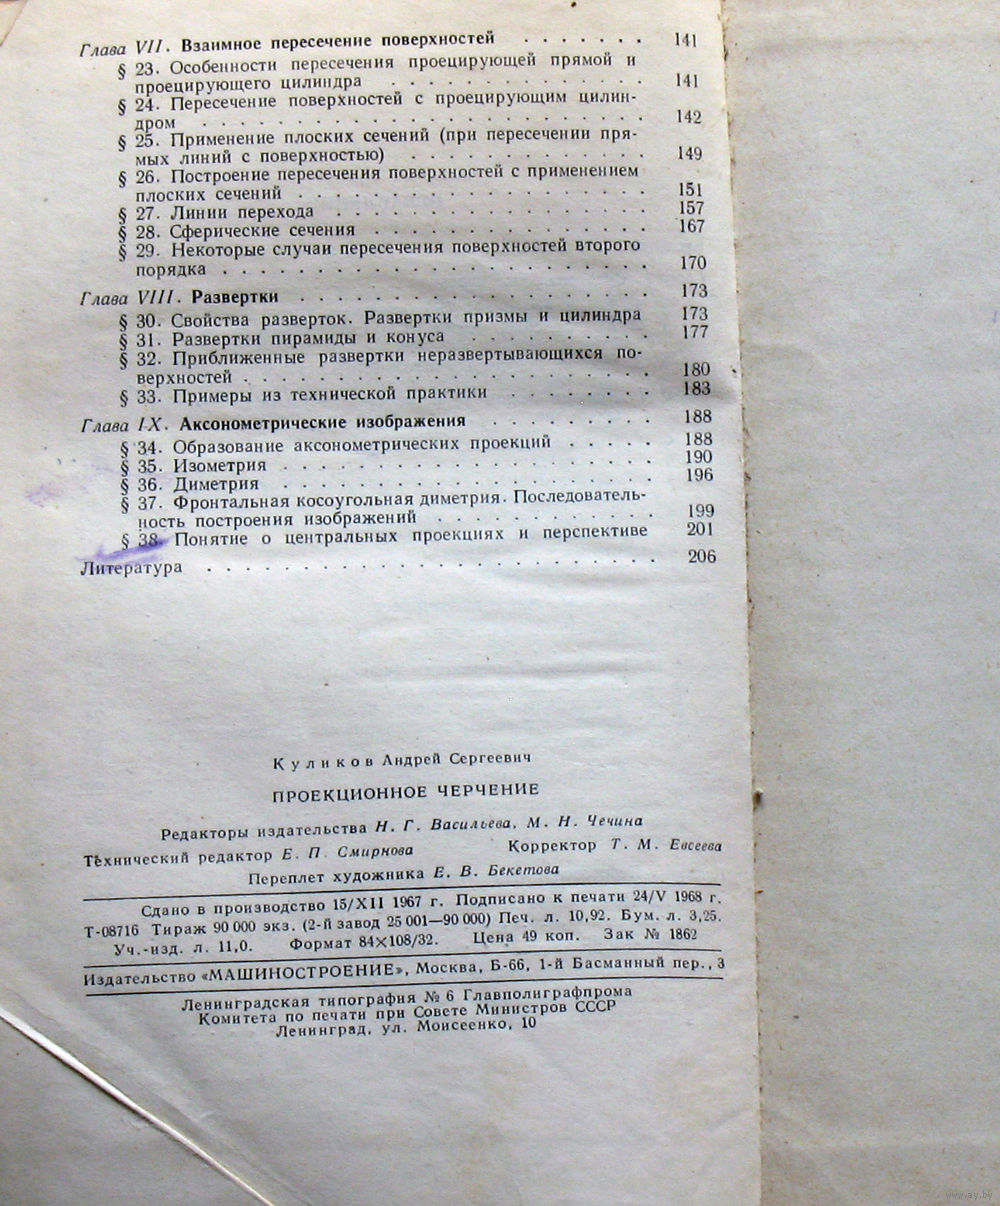 Глава VII. Взаимное пересечение поверхностей . . . . . . . 141
§ 23. Особенности пересечения проецирующей прямой и
проецирующего цилиндра . . . . . . . . . . . 141
§ 24. Пересечение поверхностей с проецирующим цилин-
дром . . . . . . . . . . . . . . . . . . . . 142
§ 25. Применение плоских сечений (при пересечении пря-
мых линий с поверхностью) . . . . . . . . . . . 149
§ 26. Построение пересечения поверхностей с применением
плоских сечений . . . . . . . . . . . . . . . . 151
§ 27. Линии перехода . . . . . . . . . . . . . . . 157
§ 28. Сферические сечения . . . . . . . . . . . . . 167
§ 29. Некоторые случаи пересечения поверхностей второго
порядка . . . . . . . . . . . . . . . . . . . 170
Глава VIII. Развертки . . . . . . . . . . . . . . . . 173
§ 30. Свойства разверток. Развертки призмы и цилиндра 173
§ 31. Развертки пирамиды и конуса . . . . . . . . . 177
§ 32. Приближенные развертки неразвертывающихся по-
верхностей . . . . . . . . . . . . . . . . . . 180
§ 33. Примеры из технической практики . . . . . . . 183
Глава IX. Аксонометрические изображения . . . . . . . . 188
§ 34. Образование аксонометрических проекций . . . . . 188
§ 35. Изометрия . . . . . . . . . . . . . . . . . 190
§ 36. Диметрия . . . . . . . . . . . . . . . . . 196
§ 37. Фронтальная косоугольная диметрия. Последователь-
ность построения изображений . . . . . . . . . . 199
§ 38. Понятие о центральных проекциях и перспективе 201
Литература . . . . . . . . . . . . . . . . . . . . . 206
Куликов Андрей Сергеевич
ПРОЕКЦИОННОЕ ЧЕРЧЕНИЕ
Редакторы издательства Н. Г. Васильева, М. Н. Чечина
Технический редактор Е. П. Смирнова Корректор Т. М. Евсеева
Переплет художника Е. В. Бекетова
Сдано в производство 15/XII 1967 г. Подписано к печати 24/V 1968 г.
Т-08716 Тираж 90 000 экз. (2-й завод 25 001—90 000) Печ. л. 10,92. Бум. л. 3,25.
Уч.-изд. л. 11,0. Формат 84×108/32. Цена 49 коп. Зак № 1862
Издательство «МАШИНОСТРОЕНИЕ», Москва, Б-66, 1-й Басманный пер., 3
Ленинградская типография № 6 Главполиграфпрома
Комитета по печати при Совете Министров СССР
Ленинград, ул. Моисеенко, 10
www.ay.by